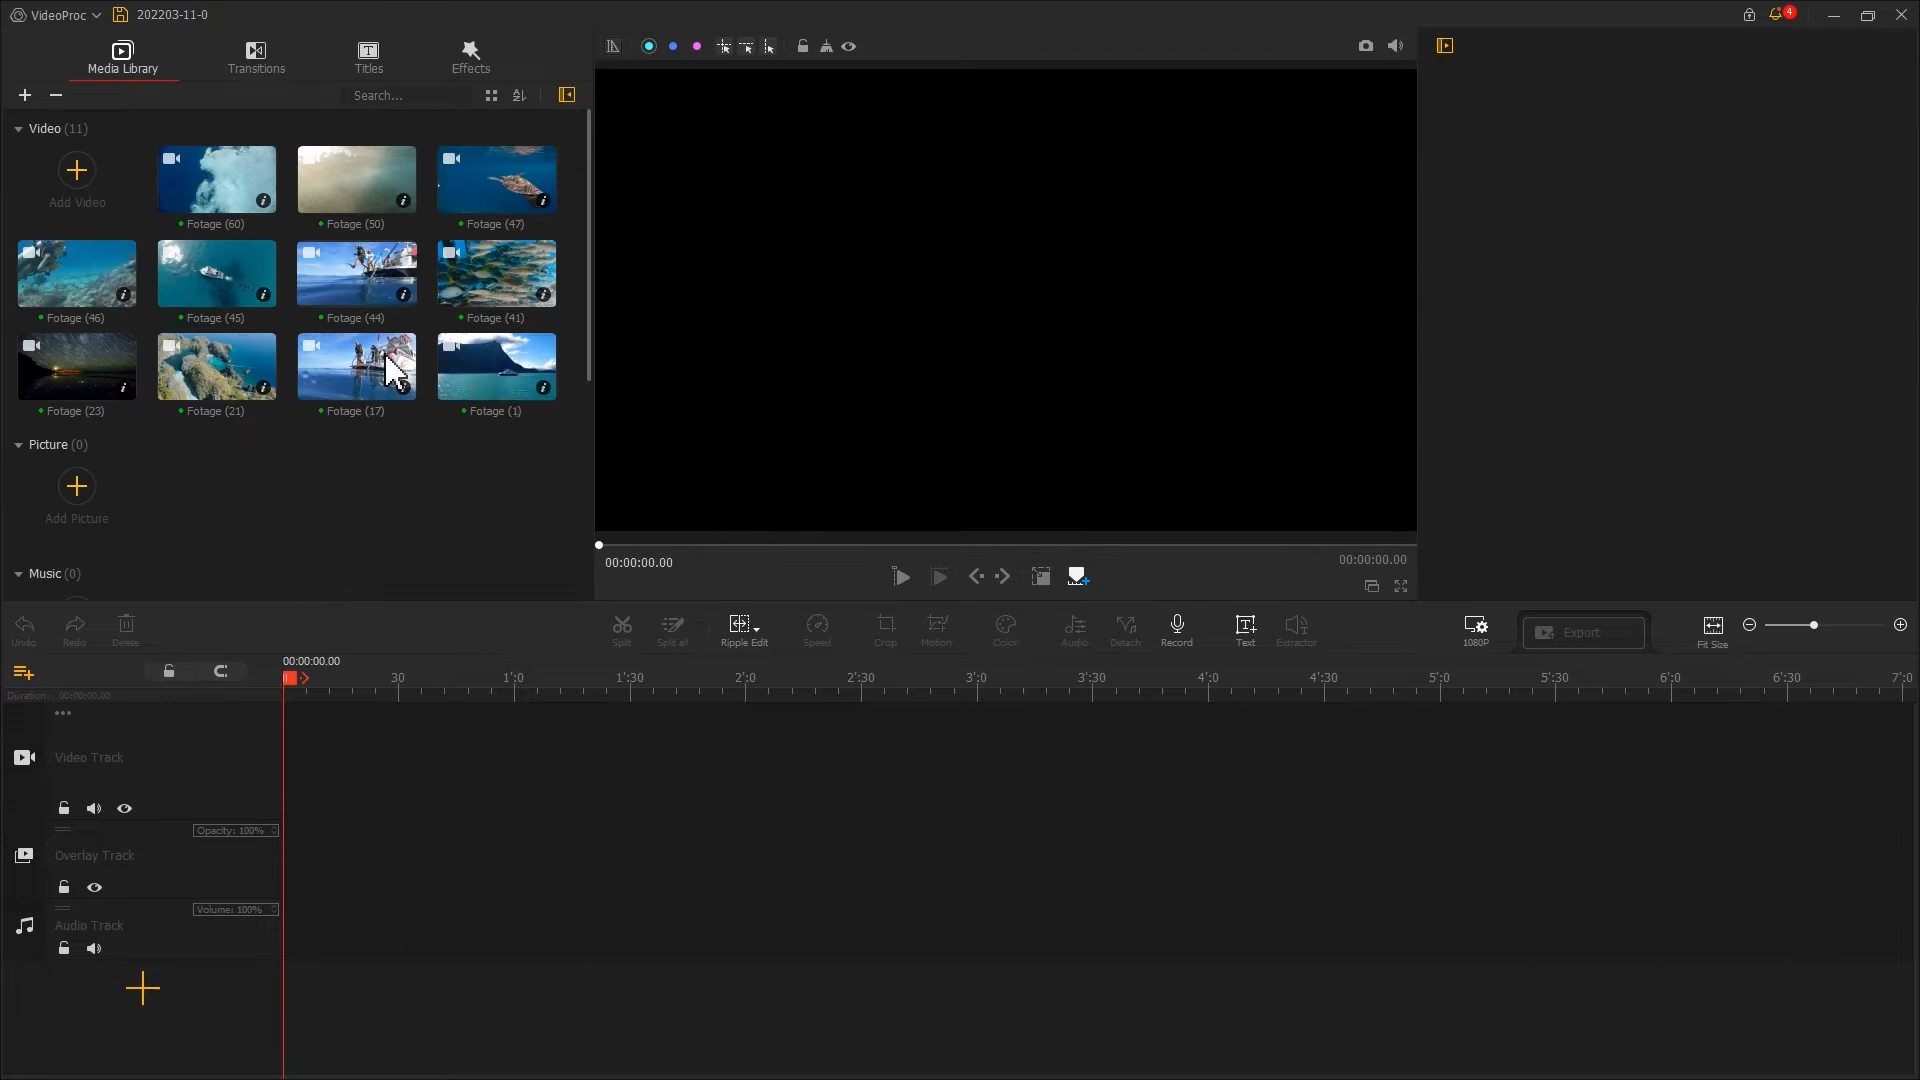 VideoProc
202203-11-0
4
Media Library
Transitions
Titles
Effects
Search...
Video (11)
Add Video
Fotage (60)
Fotage (50)
Fotage (47)
Fotage (46)
Fotage (45)
Fotage (44)
Fotage (41)
Fotage (23)
Fotage (21)
Fotage (17)
Fotage (1)
Picture (0)
Add Picture
Music (0)
00:00:00.00
00:00:00.00
Undo
Redo
Delete
Split
Split all
Ripple Edit
Speed
Crop
Motion
Color
Audio
Detach
Record
Text
Extractor
1080P
Export
Fit Size
00:00:00.00
30
1':0
1':30
2':0
2':30
3':0
3':30
4':0
4':30
5':0
5':30
6':0
6':30
7':0
Duration: 00:00:00.00
Video Track
Opacity: 100%
Overlay Track
Volume: 100%
Audio Track